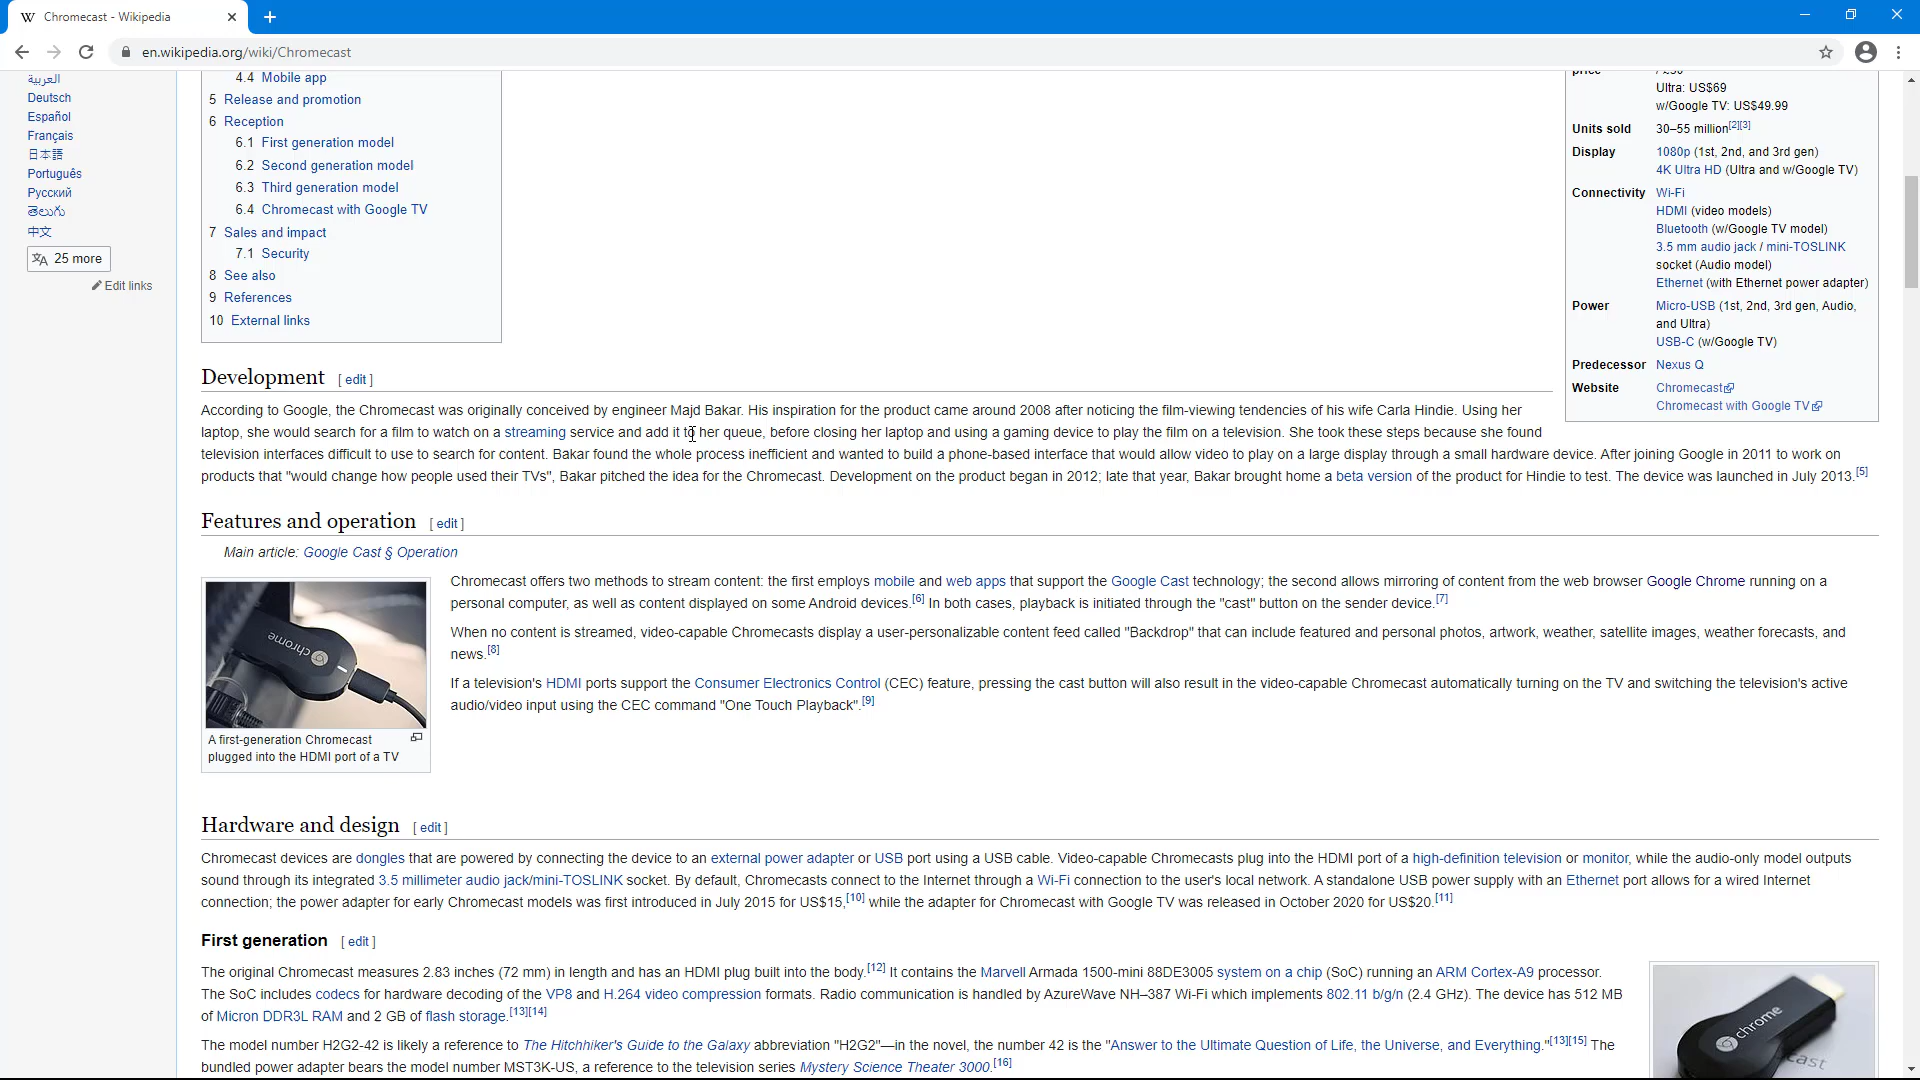 Chromecast - Wikipedia
en.wikipedia.org/wiki/Chromecast
العربية
Deutsch
Español
Français
日本語
Português
Русский
తెలుగు
中文
25 more
Edit links
4.4 Mobile app
5 Release and promotion
6 Reception
6.1 First generation model
6.2 Second generation model
6.3 Third generation model
6.4 Chromecast with Google TV
7 Sales and impact
7.1 Security
8 See also
9 References
10 External links
Ultra: US$69
w/Google TV: US$49.99
Units sold 30–55 million[2][3]
Display 1080p (1st, 2nd, and 3rd gen)
4K Ultra HD (Ultra and w/Google TV)
Connectivity Wi-Fi
HDMI (video models)
Bluetooth (w/Google TV model)
3.5 mm audio jack / mini-TOSLINK
socket (Audio model)
Ethernet (with Ethernet power adapter)
Power Micro-USB (1st, 2nd, 3rd gen, Audio,
and Ultra)
USB-C (w/Google TV)
Predecessor Nexus Q
Website Chromecast
Chromecast with Google TV
Development [ edit ]
According to Google, the Chromecast was originally conceived by engineer Majd Bakar. His inspiration for the product came around 2008 after noticing the film-viewing tendencies of his wife Carla Hindie. Using her
laptop, she would search for a film to watch on a streaming service and add it to her queue, before closing her laptop and using a gaming device to play the film on a television. She took these steps because she found
television interfaces difficult to use to search for content. Bakar found the whole process inefficient and wanted to build a phone-based interface that would allow video to play on a large display through a small hardware device. After joining Google in 2011 to work on
products that "would change how people used their TVs", Bakar pitched the idea for the Chromecast. Development on the product began in 2012; late that year, Bakar brought home a beta version of the product for Hindie to test. The device was launched in July 2013.[5]
Features and operation [ edit ]
Main article: Google Cast § Operation
Chromecast offers two methods to stream content: the first employs mobile and web apps that support the Google Cast technology; the second allows mirroring of content from the web browser Google Chrome running on a
personal computer, as well as content displayed on some Android devices.[6] In both cases, playback is initiated through the "cast" button on the sender device.[7]
When no content is streamed, video-capable Chromecasts display a user-personalizable content feed called "Backdrop" that can include featured and personal photos, artwork, weather, satellite images, weather forecasts, and
news.[8]
If a television's HDMI ports support the Consumer Electronics Control (CEC) feature, pressing the cast button will also result in the video-capable Chromecast automatically turning on the TV and switching the television's active
audio/video input using the CEC command "One Touch Playback".[9]
chrome
A first-generation Chromecast
plugged into the HDMI port of a TV
Hardware and design [ edit ]
Chromecast devices are dongles that are powered by connecting the device to an external power adapter or USB port using a USB cable. Video-capable Chromecasts plug into the HDMI port of a high-definition television or monitor, while the audio-only model outputs
sound through its integrated 3.5 millimeter audio jack/mini-TOSLINK socket. By default, Chromecasts connect to the Internet through a Wi-Fi connection to the user's local network. A standalone USB power supply with an Ethernet port allows for a wired Internet
connection; the power adapter for early Chromecast models was first introduced in July 2015 for US$15,[10] while the adapter for Chromecast with Google TV was released in October 2020 for US$20.[11]
First generation [ edit ]
The original Chromecast measures 2.83 inches (72 mm) in length and has an HDMI plug built into the body.[12] It contains the Marvell Armada 1500-mini 88DE3005 system on a chip (SoC) running an ARM Cortex-A9 processor.
The SoC includes codecs for hardware decoding of the VP8 and H.264 video compression formats. Radio communication is handled by AzureWave NH–387 Wi-Fi which implements 802.11 b/g/n (2.4 GHz). The device has 512 MB
of Micron DDR3L RAM and 2 GB of flash storage.[13][14]
The model number H2G2-42 is likely a reference to The Hitchhiker's Guide to the Galaxy abbreviation "H2G2"—in the novel, the number 42 is the "Answer to the Ultimate Question of Life, the Universe, and Everything."[13][15] The
bundled power adapter bears the model number MST3K-US, a reference to the television series Mystery Science Theater 3000.[16]
chrome